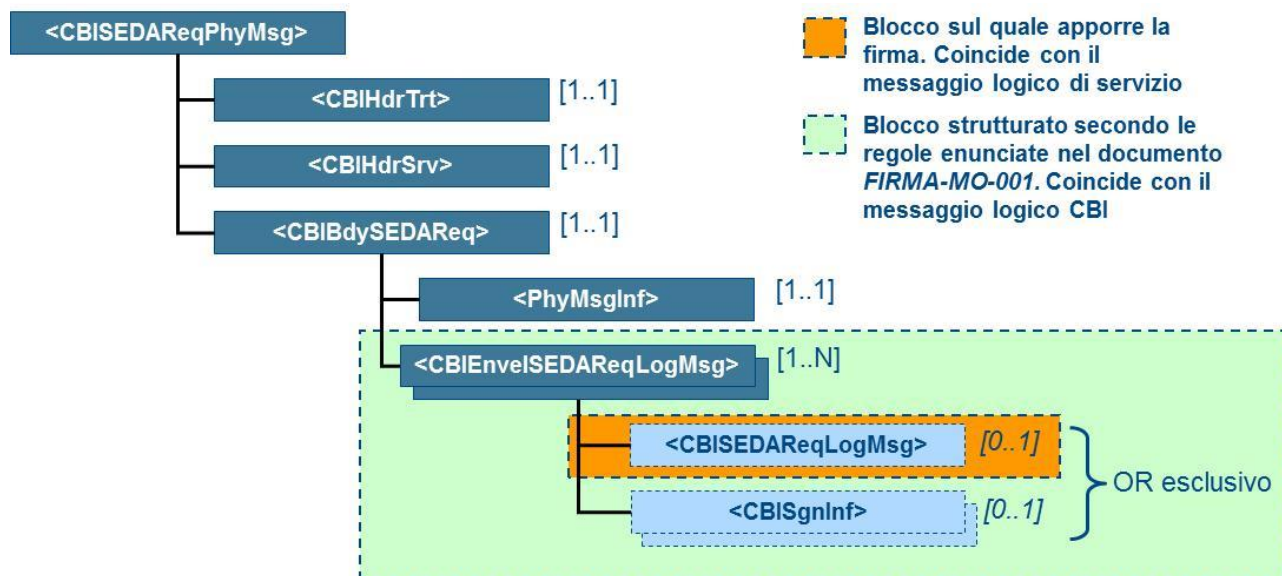 <CBISEDAReqPhyMsg>
<CBIHdrTrt>
[1..1]
<CBIHdrSrv>
[1..1]
<CBIBdySEDAReq>
[1..1]
<PhyMsgInf>
[1..1]
<CBIEnvelSEDAReqLogMsg>
[1..N]
<CBISEDAReqLogMsg>
[0..1]
<CBISgnInf>
[0..1]
OR esclusivo
Blocco sul quale apporre la
firma. Coincide con il
messaggio logico di servizio
Blocco strutturato secondo le
regole enunciate nel documento
FIRMA-MO-001. Coincide con il
messaggio logico CBI